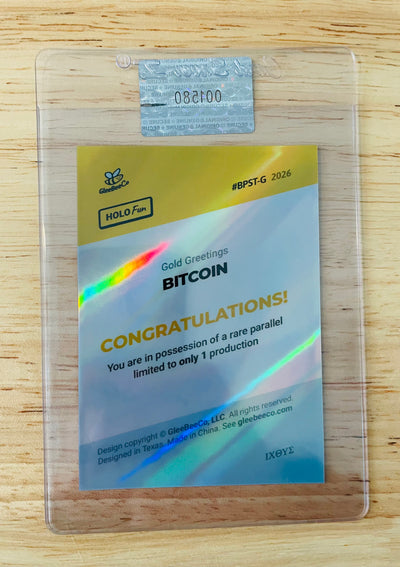 001580
GleeBeeCo
HOLO Fun
#BPST-G 2026
Gold Greetings
BITCOIN
CONGRATULATIONS!
You are in possession of a rare parallel
limited to only 1 production
Design copyright © GleeBeeCo, LLC. All rights reserved.
Designed in Texas. Made in China. See gleebeeco.com
ΙΧΘΥΣ